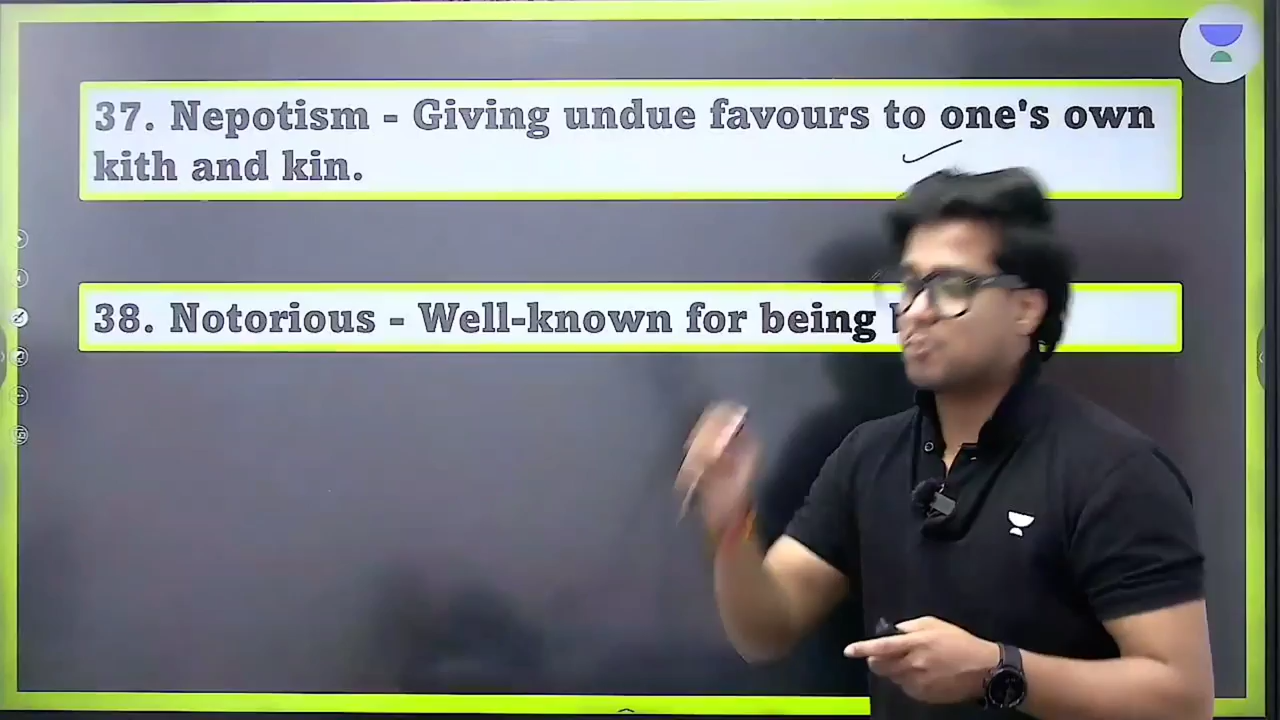 37. Nepotism - Giving undue favours to one's own
kith and kin.
38. Notorious - Well-known for being